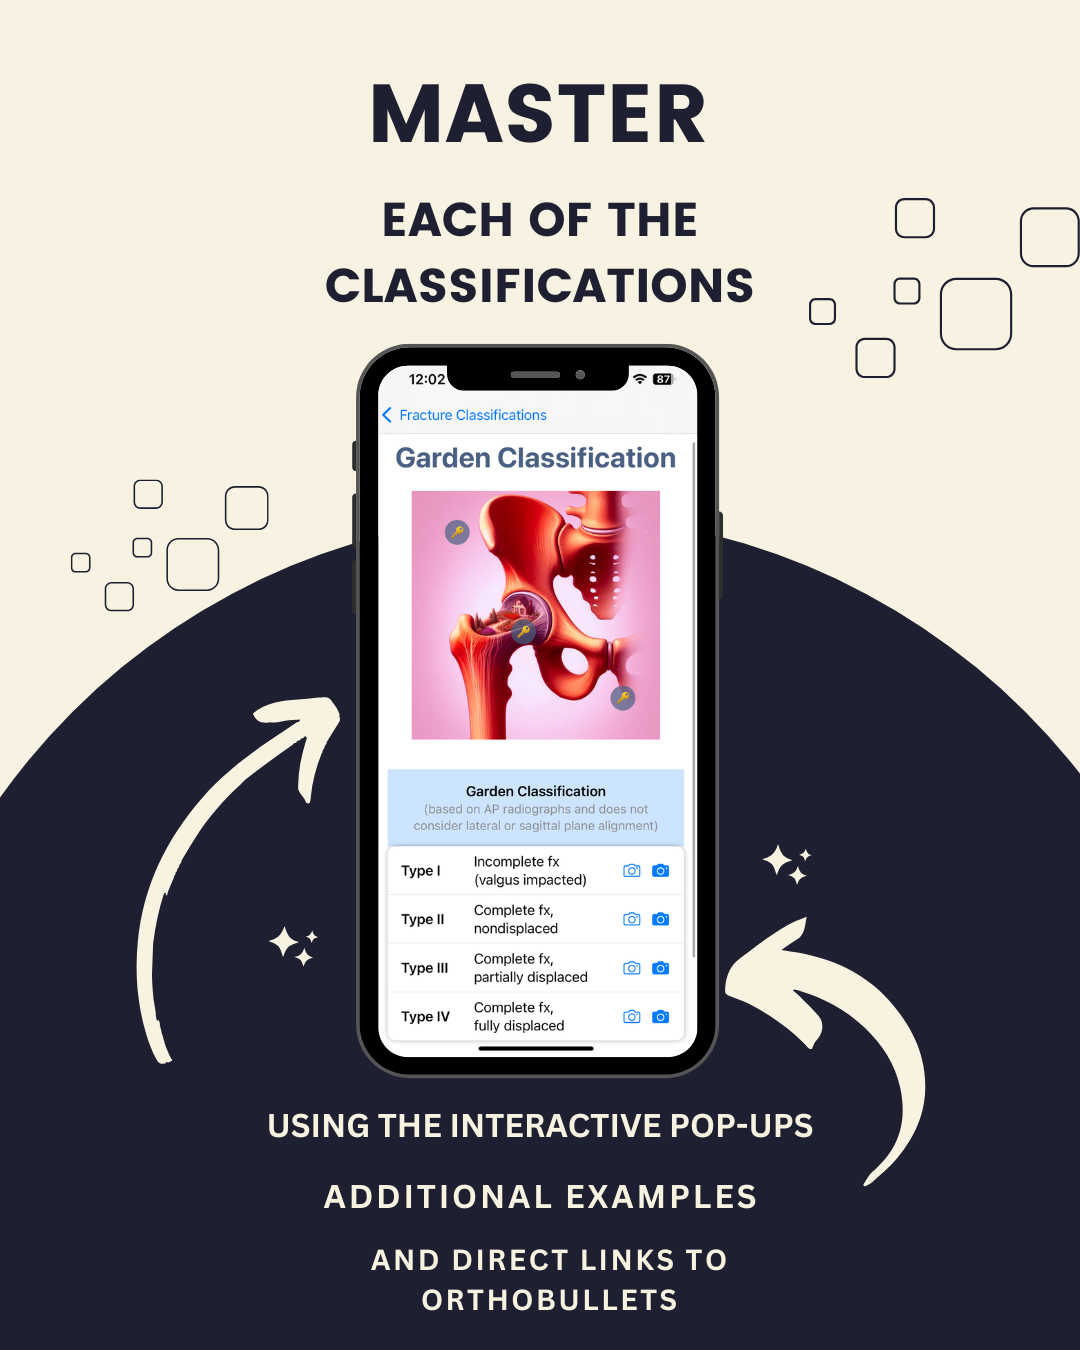 MASTER
EACH OF THE
CLASSIFICATIONS
12:02
87
Fracture Classifications
Garden Classification
Garden Classification
(based on AP radiographs and does not
consider lateral or sagittal plane alignment)
Type I
Incomplete fx
(valgus impacted)
Type II
Complete fx,
nondisplaced
Type III
Complete fx,
partially displaced
Type IV
Complete fx,
fully displaced
USING THE INTERACTIVE POP-UPS
ADDITIONAL EXAMPLES
AND DIRECT LINKS TO
ORTHOBULLETS